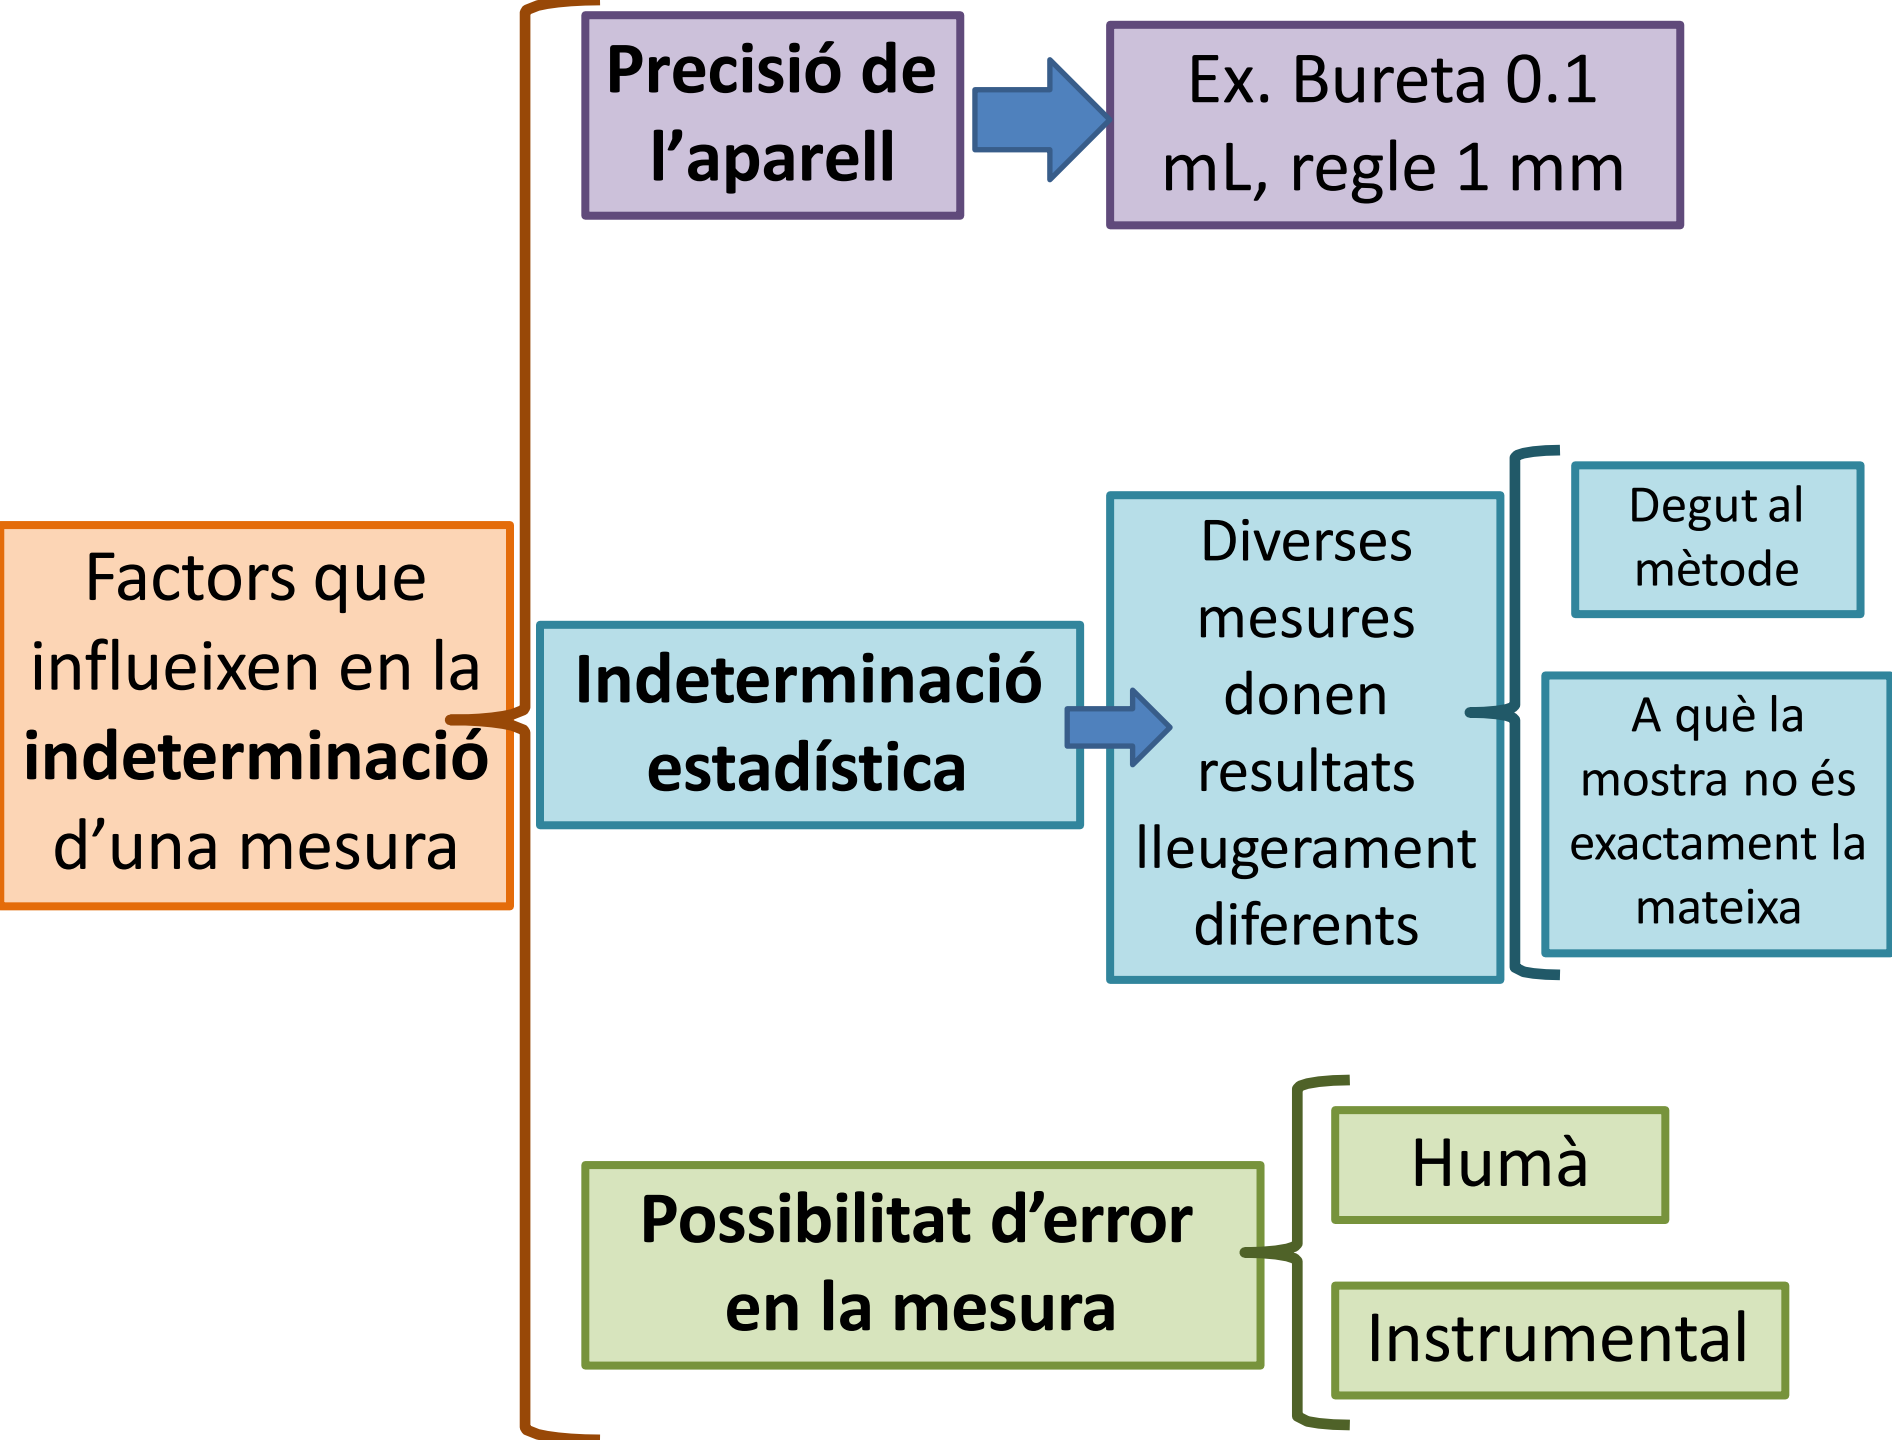 Precisió de
l’aparell
Ex. Bureta 0.1
mL, regle 1 mm
Factors que
influeixen en la
indeterminació
d’una mesura
Indeterminació
estadística
Diverses
mesures
donen
resultats
lleugerament
diferents
Degut al
mètode
A què la
mostra no és
exactament la
mateixa
Possibilitat d’error
en la mesura
Humà
Instrumental